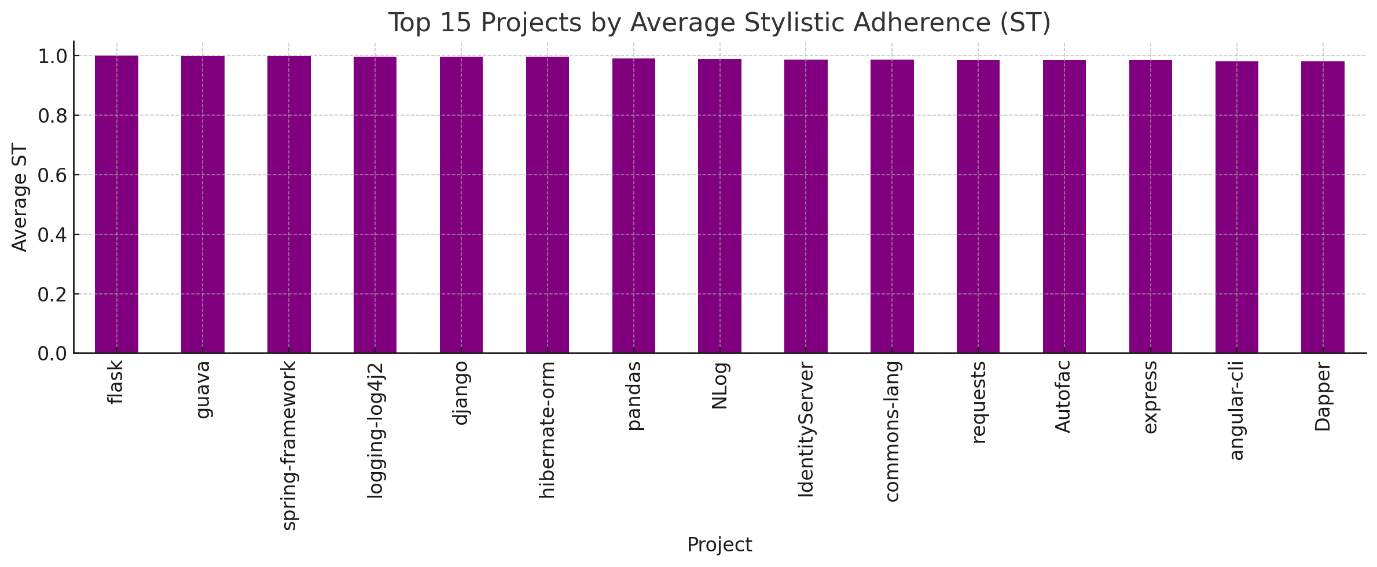 Top 15 Projects by Average Stylistic Adherence (ST)
Average ST
1.0
0.8
0.6
0.4
0.2
0.0
flask
guava
spring-framework
logging-log4j2
django
hibernate-orm
pandas
NLog
IdentityServer
commons-lang
requests
Autofac
express
angular-cli
Dapper
Project